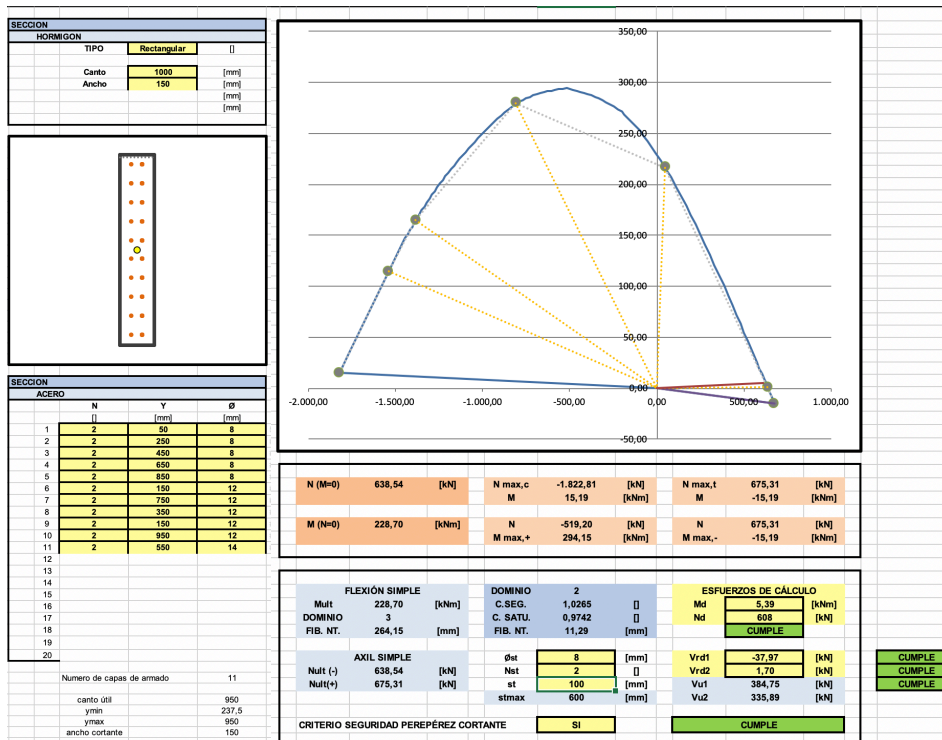 SECCION
HORMIGON
TIPO Rectangular []
Canto 1000 [mm]
Ancho 150 [mm]
[mm]
[mm]
350,00
300,00
250,00
200,00
150,00
100,00
50,00
0,00
-50,00
-2.000,00 -1.500,00 -1.000,00 -500,00 0,00 500,00 1.000,00
SECCION
ACERO
N Y Ø
[] [mm] [mm]
1 2 50 8
2 2 250 8
3 2 450 8
4 2 650 8
5 2 850 8
6 2 150 12
7 2 750 12
8 2 350 12
9 2 150 12
10 2 950 12
11 2 550 14
12
13
14
15
16
17
18
19
20
Numero de capas de armado 11
canto útil 950
ymin 237,5
ymax 950
ancho cortante 150
N (M=0) 638,54 [kN] N max,c -1.822,81 [kN] N max,t 675,31 [kN]
M 15,19 [kNm] M -15,19 [kNm]
M (N=0) 228,70 [kNm] N -519,20 [kN] N 675,31 [kN]
M max,+ 294,15 [kNm] M max,- -15,19 [kNm]
FLEXIÓN SIMPLE DOMINIO 2 ESFUERZOS DE CÁLCULO
Mult 228,70 [kNm] C.SEG. 1,0265 [] Md 5,39 [kNm]
DOMINIO 3 C. SATU. 0,9742 [] Nd 608 [kN]
FIB. NT. 264,15 [mm] FIB. NT. 11,29 [mm] CUMPLE
AXIL SIMPLE Øst 8 [mm] Vrd1 -37,97 [kN] CUMPLE
Nult (-) 638,54 [kN] Nst 2 [] Vrd2 1,70 [kN] CUMPLE
Nult(+) 675,31 [kN] st 100 [mm] Vu1 384,75 [kN] CUMPLE
stmax 600 [mm] Vu2 335,89 [kN]
CRITERIO SEGURIDAD PEREPÉREZ CORTANTE SI CUMPLE